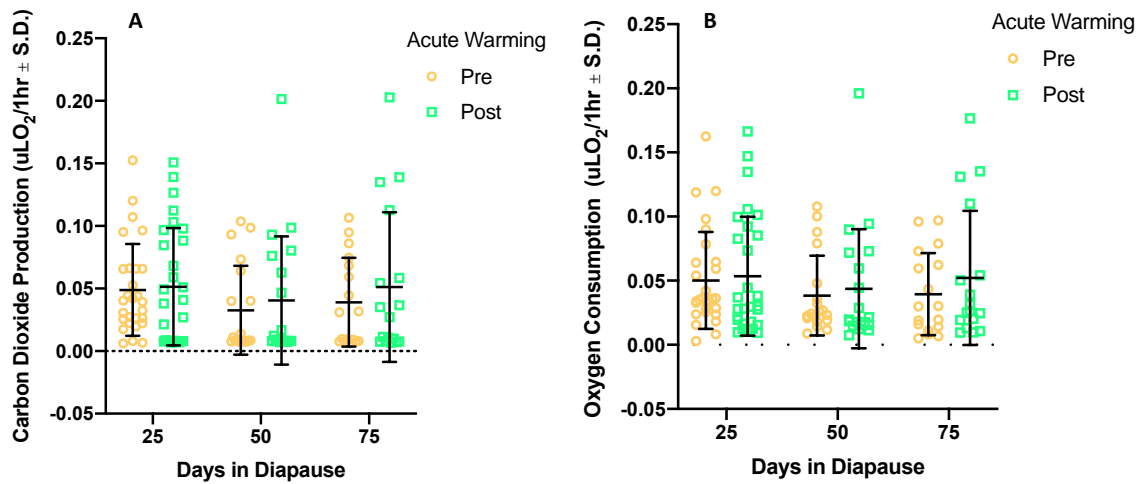 A
Carbon Dioxide Production (uLO2/1hr ± S.D.)
0.25
0.20
0.15
0.10
0.05
0.00
-0.05
25
50
75
Days in Diapause
Acute Warming
Pre
Post
B
Oxygen Consumption (uLO2/1hr ± S.D.)
0.25
0.20
0.15
0.10
0.05
0.00
-0.05
25
50
75
Days in Diapause
Acute Warming
Pre
Post